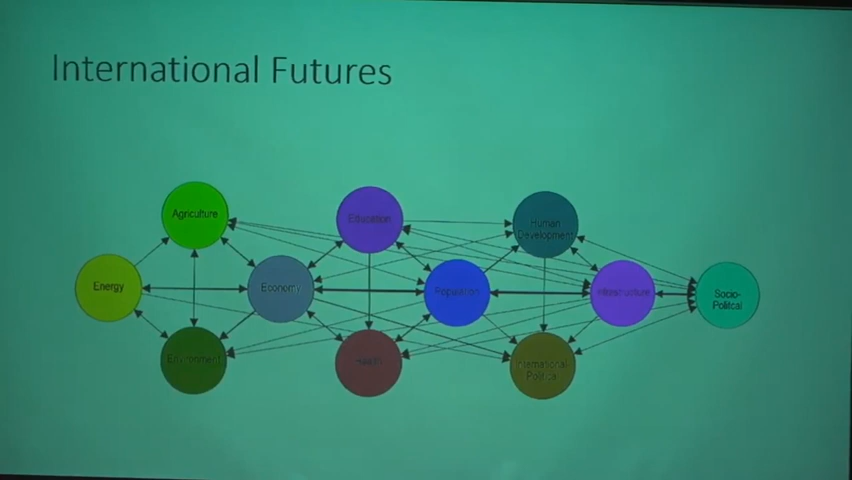 International Futures
Agriculture
Education
Human
Development
Energy
Economy
Population
Infrastructure
Socio-
Political
Environment
Health
International
Political